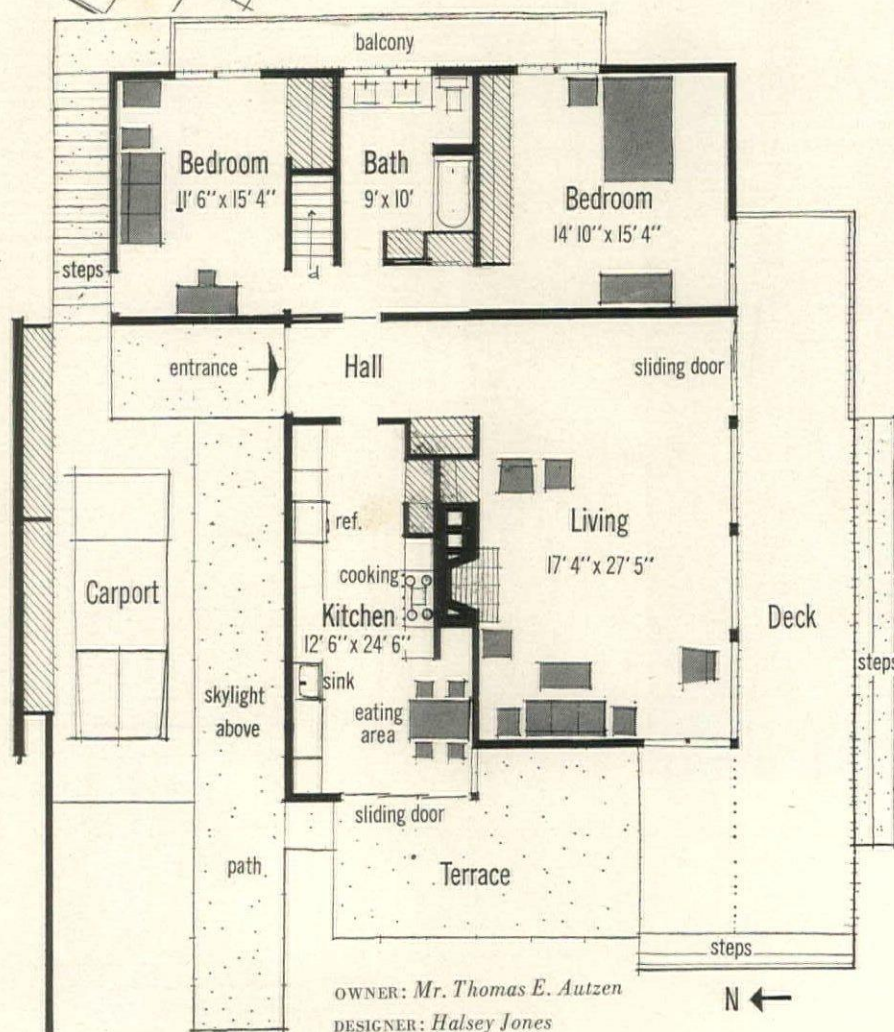 balcony
Bedroom
11' 6" x 15' 4"
Bath
9' x 10'
Bedroom
14' 10" x 15' 4"
steps
d
entrance
Hall
sliding door
ref.
cooking
Kitchen
12' 6" x 24' 6"
sink
eating
area
Living
17' 4" x 27' 5"
Carport
skylight
above
Deck
steps
sliding door
path
Terrace
steps
OWNER: Mr. Thomas E. Autzen
DESIGNER: Halsey Jones
N